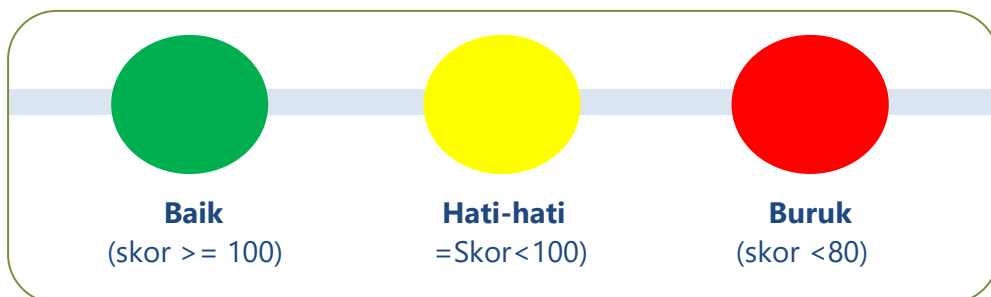 Baik
(skor >= 100)
Hati-hati
=Skor<100)
Buruk
(skor <80)